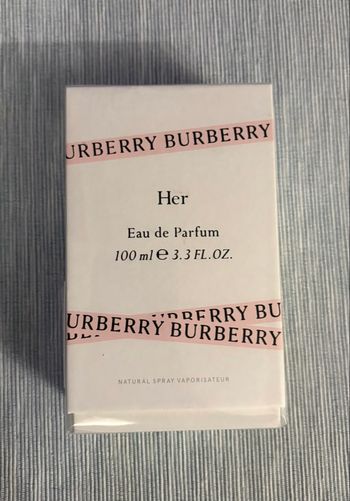 URBERRY BURBERRY
Her
Eau de Parfum
100 ml ℮ 3.3 FL.OZ.
URBERRY BU
URBERRY BURBERRY
NATURAL SPRAY VAPORISATEUR